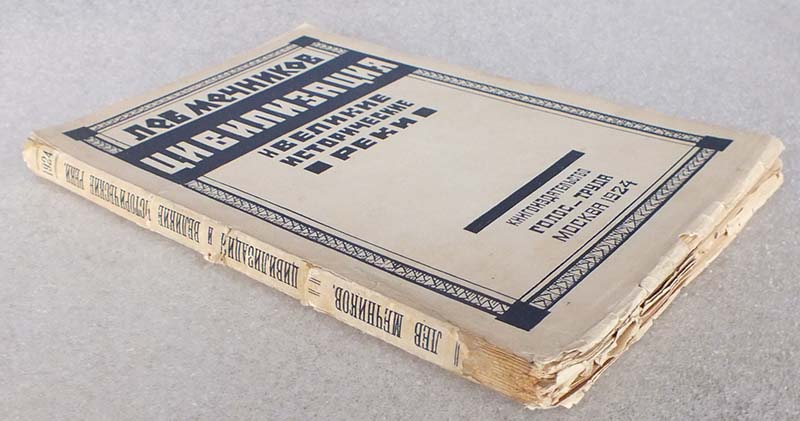 ЛЕВ МЕЧНИКОВ
ЦИВИЛИЗАЦИЯ
И ВЕЛИКИЕ
ИСТОРИЧЕСКИЕ
РЕКИ
КНИГОИЗДАТЕЛЬСТВО
ГОЛОС-ТРУДА
МОСКВА 1924
ЛЕВ МЕЧНИКОВ. ЦИВИЛИЗАЦИЯ И ВЕЛИКИЕ ИСТОРИЧЕСКИЕ РЕКИ. 1924